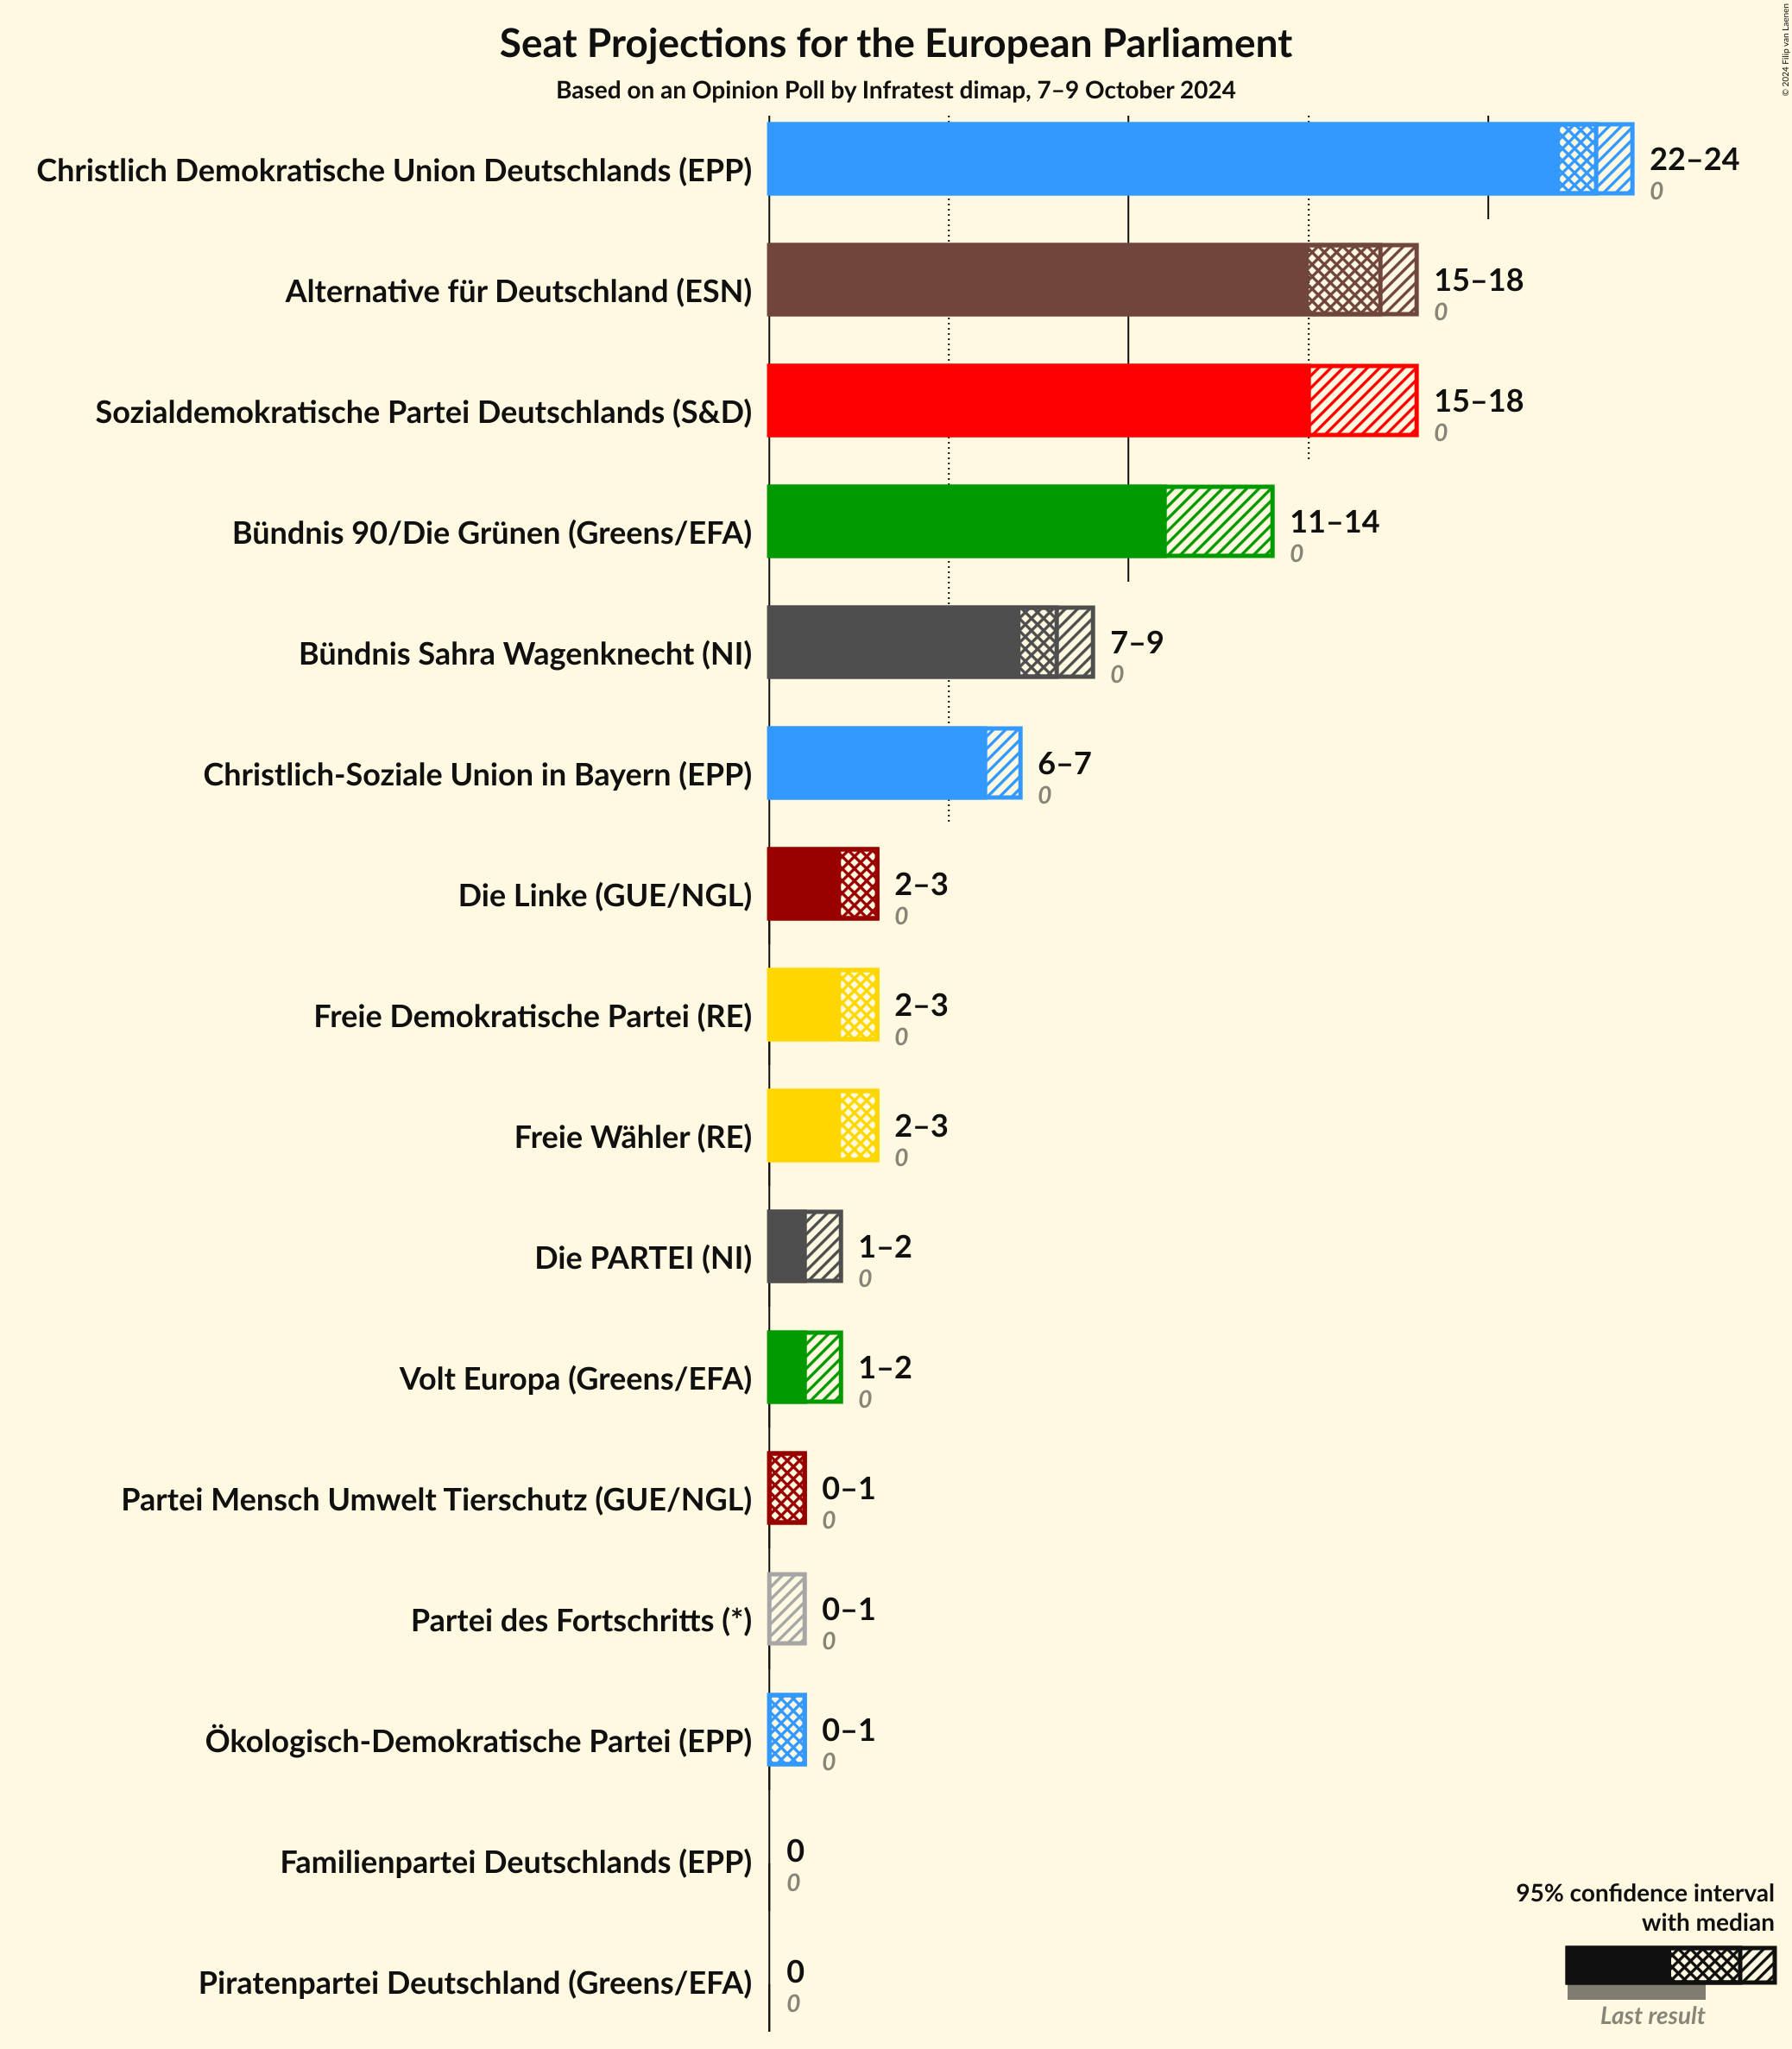 Seat Projections for the European Parliament
Based on an Opinion Poll by Infratest dimap, 7–9 October 2024
© 2024 Filip van Laenen
Christlich Demokratische Union Deutschlands (EPP)
22–24
0
Alternative für Deutschland (ESN)
15–18
0
Sozialdemokratische Partei Deutschlands (S&D)
15–18
0
Bündnis 90/Die Grünen (Greens/EFA)
11–14
0
Bündnis Sahra Wagenknecht (NI)
7–9
0
Christlich-Soziale Union in Bayern (EPP)
6–7
0
Die Linke (GUE/NGL)
2–3
0
Freie Demokratische Partei (RE)
2–3
0
Freie Wähler (RE)
2–3
0
Die PARTEI (NI)
1–2
0
Volt Europa (Greens/EFA)
1–2
0
Partei Mensch Umwelt Tierschutz (GUE/NGL)
0–1
0
Partei des Fortschritts (*)
0–1
0
Ökologisch-Demokratische Partei (EPP)
0–1
0
Familienpartei Deutschlands (EPP)
0
0
Piratenpartei Deutschland (Greens/EFA)
0
0
95% confidence interval
with median
Last result